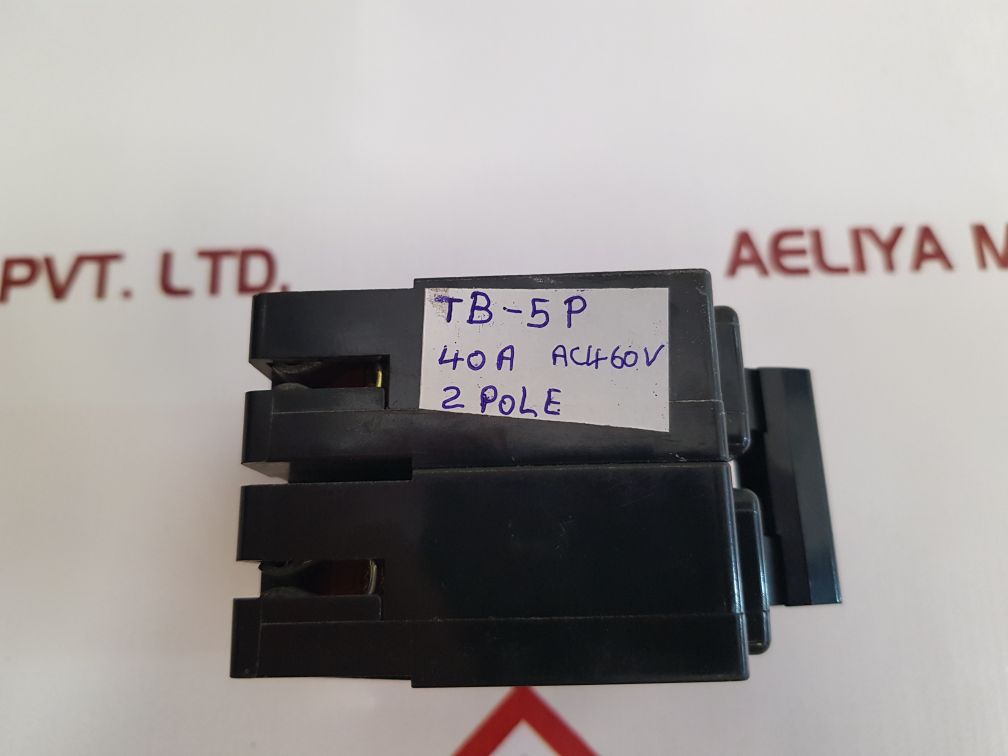 PVT. LTD.
AELIYA M
TB-5P
40A AC460V
2 POLE